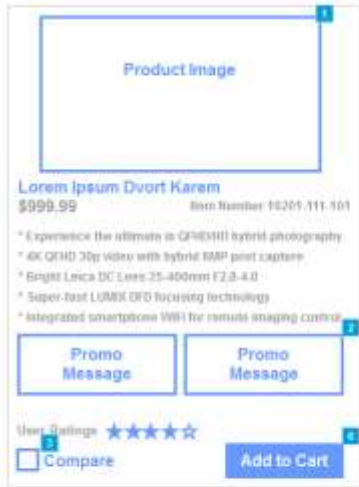 1
Product Image
Lorem Ipsum Dvort Karem
$999.99 Item Number 10201-111-101
* Experience the ultimate in QFHD/HD hybrid photography
* 4K QFHD 30p video with hybrid 8MP post capture
* Bright Leica DC Lens 25-400mm F2.8-4.0
* Super-fast LUMIX DFD focusing technology
* Integrated smartphone WiFi for remote imaging control
2
Promo Message
Promo Message
User Ratings
3
Compare
Add to Cart